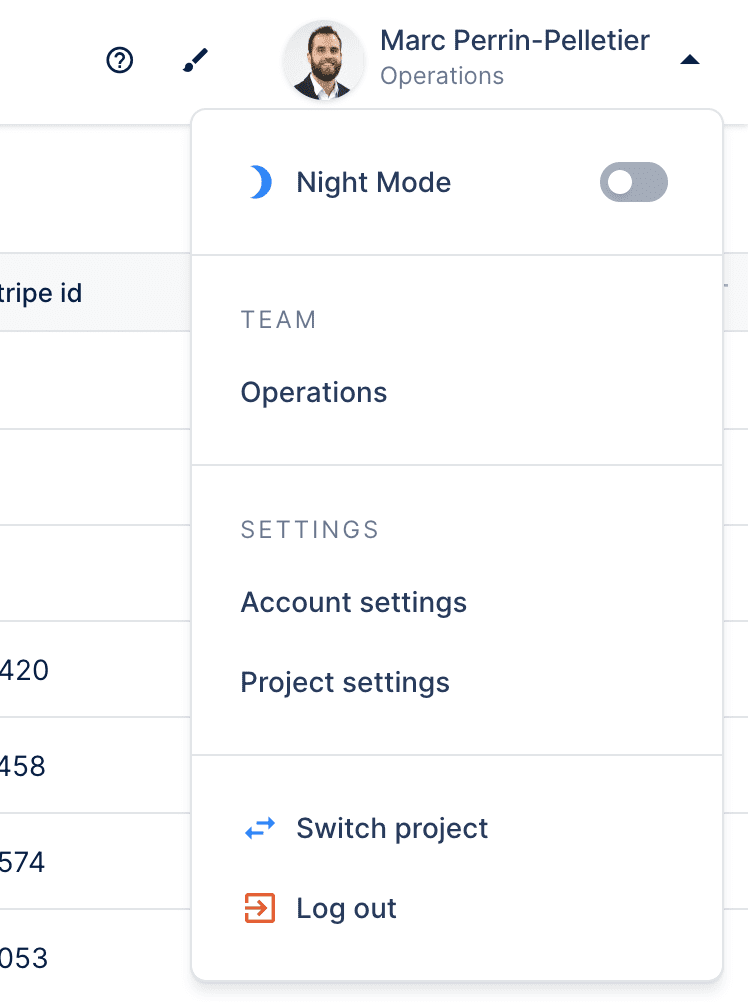 Marc Perrin-Pelletier
Operations
Night Mode
tripe id
TEAM
Operations
SETTINGS
Account settings
Project settings
420
458
Switch project
574
Log out
053